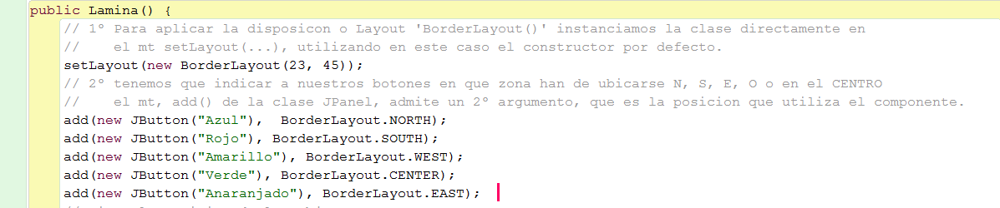 public Lamina() {
// 1º Para aplicar la disposicon o Layout 'BorderLayout()' instanciamos la clase directamente en
// el mt setLayout(...), utilizando en este caso el constructor por defecto.
setLayout(new BorderLayout(23, 45));
// 2º tenemos que indicar a nuestros botones en que zona han de ubicarse N, S, E, O o en el CENTRO
// el mt, add() de la clase JPanel, admite un 2º argumento, que es la posicion que utiliza el componente.
add(new JButton("Azul"), BorderLayout.NORTH);
add(new JButton("Rojo"), BorderLayout.SOUTH);
add(new JButton("Amarillo"), BorderLayout.WEST);
add(new JButton("Verde"), BorderLayout.CENTER);
add(new JButton("Anaranjado"), BorderLayout.EAST);